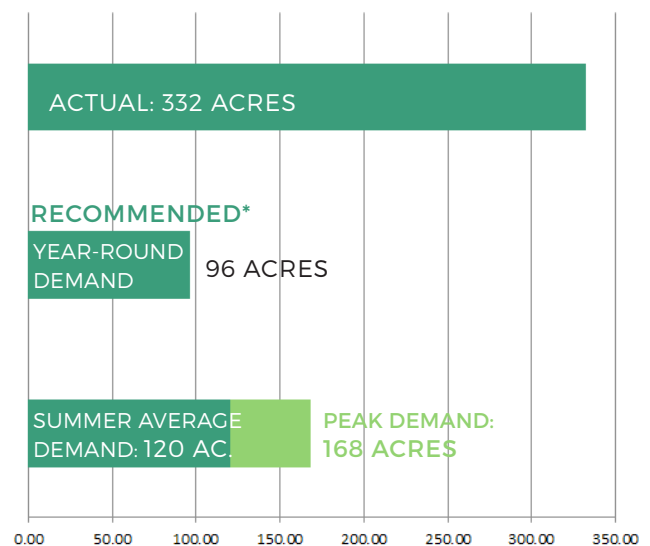 ACTUAL: 332 ACRES
RECOMMENDED*
YEAR-ROUND
DEMAND
96 ACRES
SUMMER AVERAGE
DEMAND: 120 AC.
PEAK DEMAND:
168 ACRES
0.00 50.00 100.00 150.00 200.00 250.00 300.00 350.00